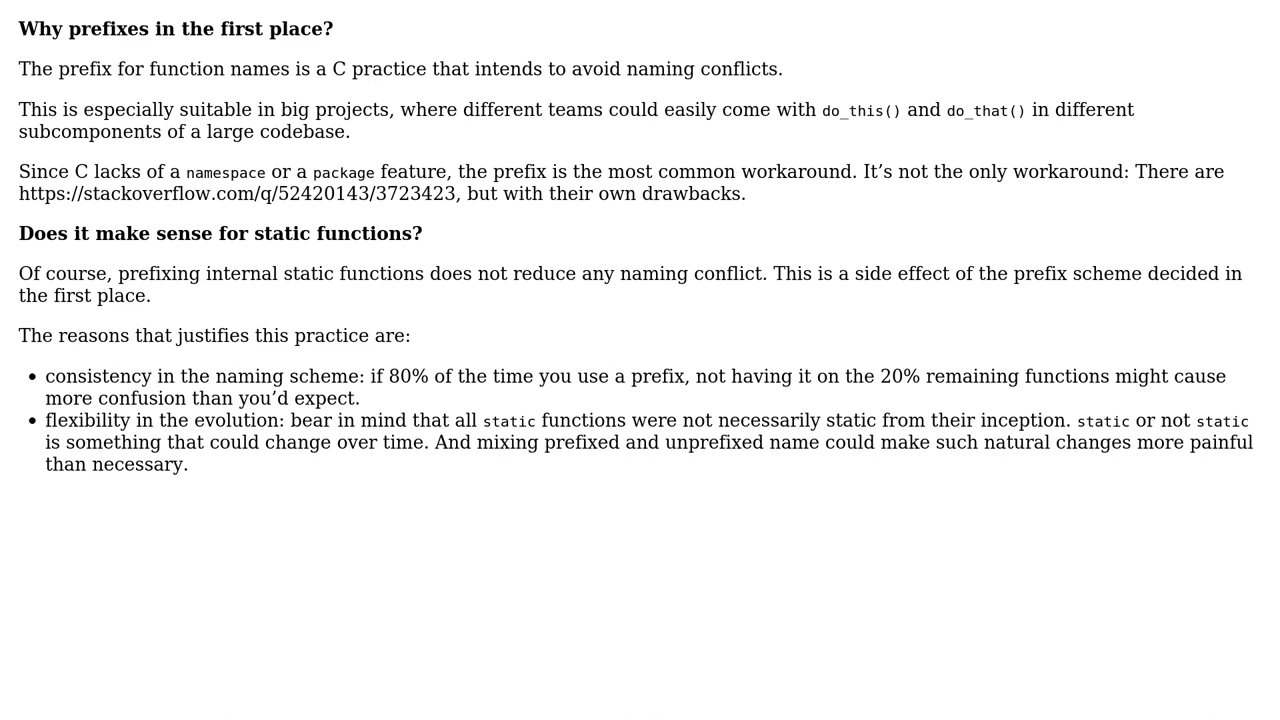 Why prefixes in the first place?
The prefix for function names is a C practice that intends to avoid naming conflicts.
This is especially suitable in big projects, where different teams could easily come with do_this() and do_that() in different
subcomponents of a large codebase.
Since C lacks of a namespace or a package feature, the prefix is the most common workaround. It’s not the only workaround: There are
https://stackoverflow.com/q/52420143/3723423, but with their own drawbacks.
Does it make sense for static functions?
Of course, prefixing internal static functions does not reduce any naming conflict. This is a side effect of the prefix scheme decided in
the first place.
The reasons that justifies this practice are:
• consistency in the naming scheme: if 80% of the time you use a prefix, not having it on the 20% remaining functions might cause
more confusion than you’d expect.
• flexibility in the evolution: bear in mind that all static functions were not necessarily static from their inception. static or not static
is something that could change over time. And mixing prefixed and unprefixed name could make such natural changes more painful
than necessary.